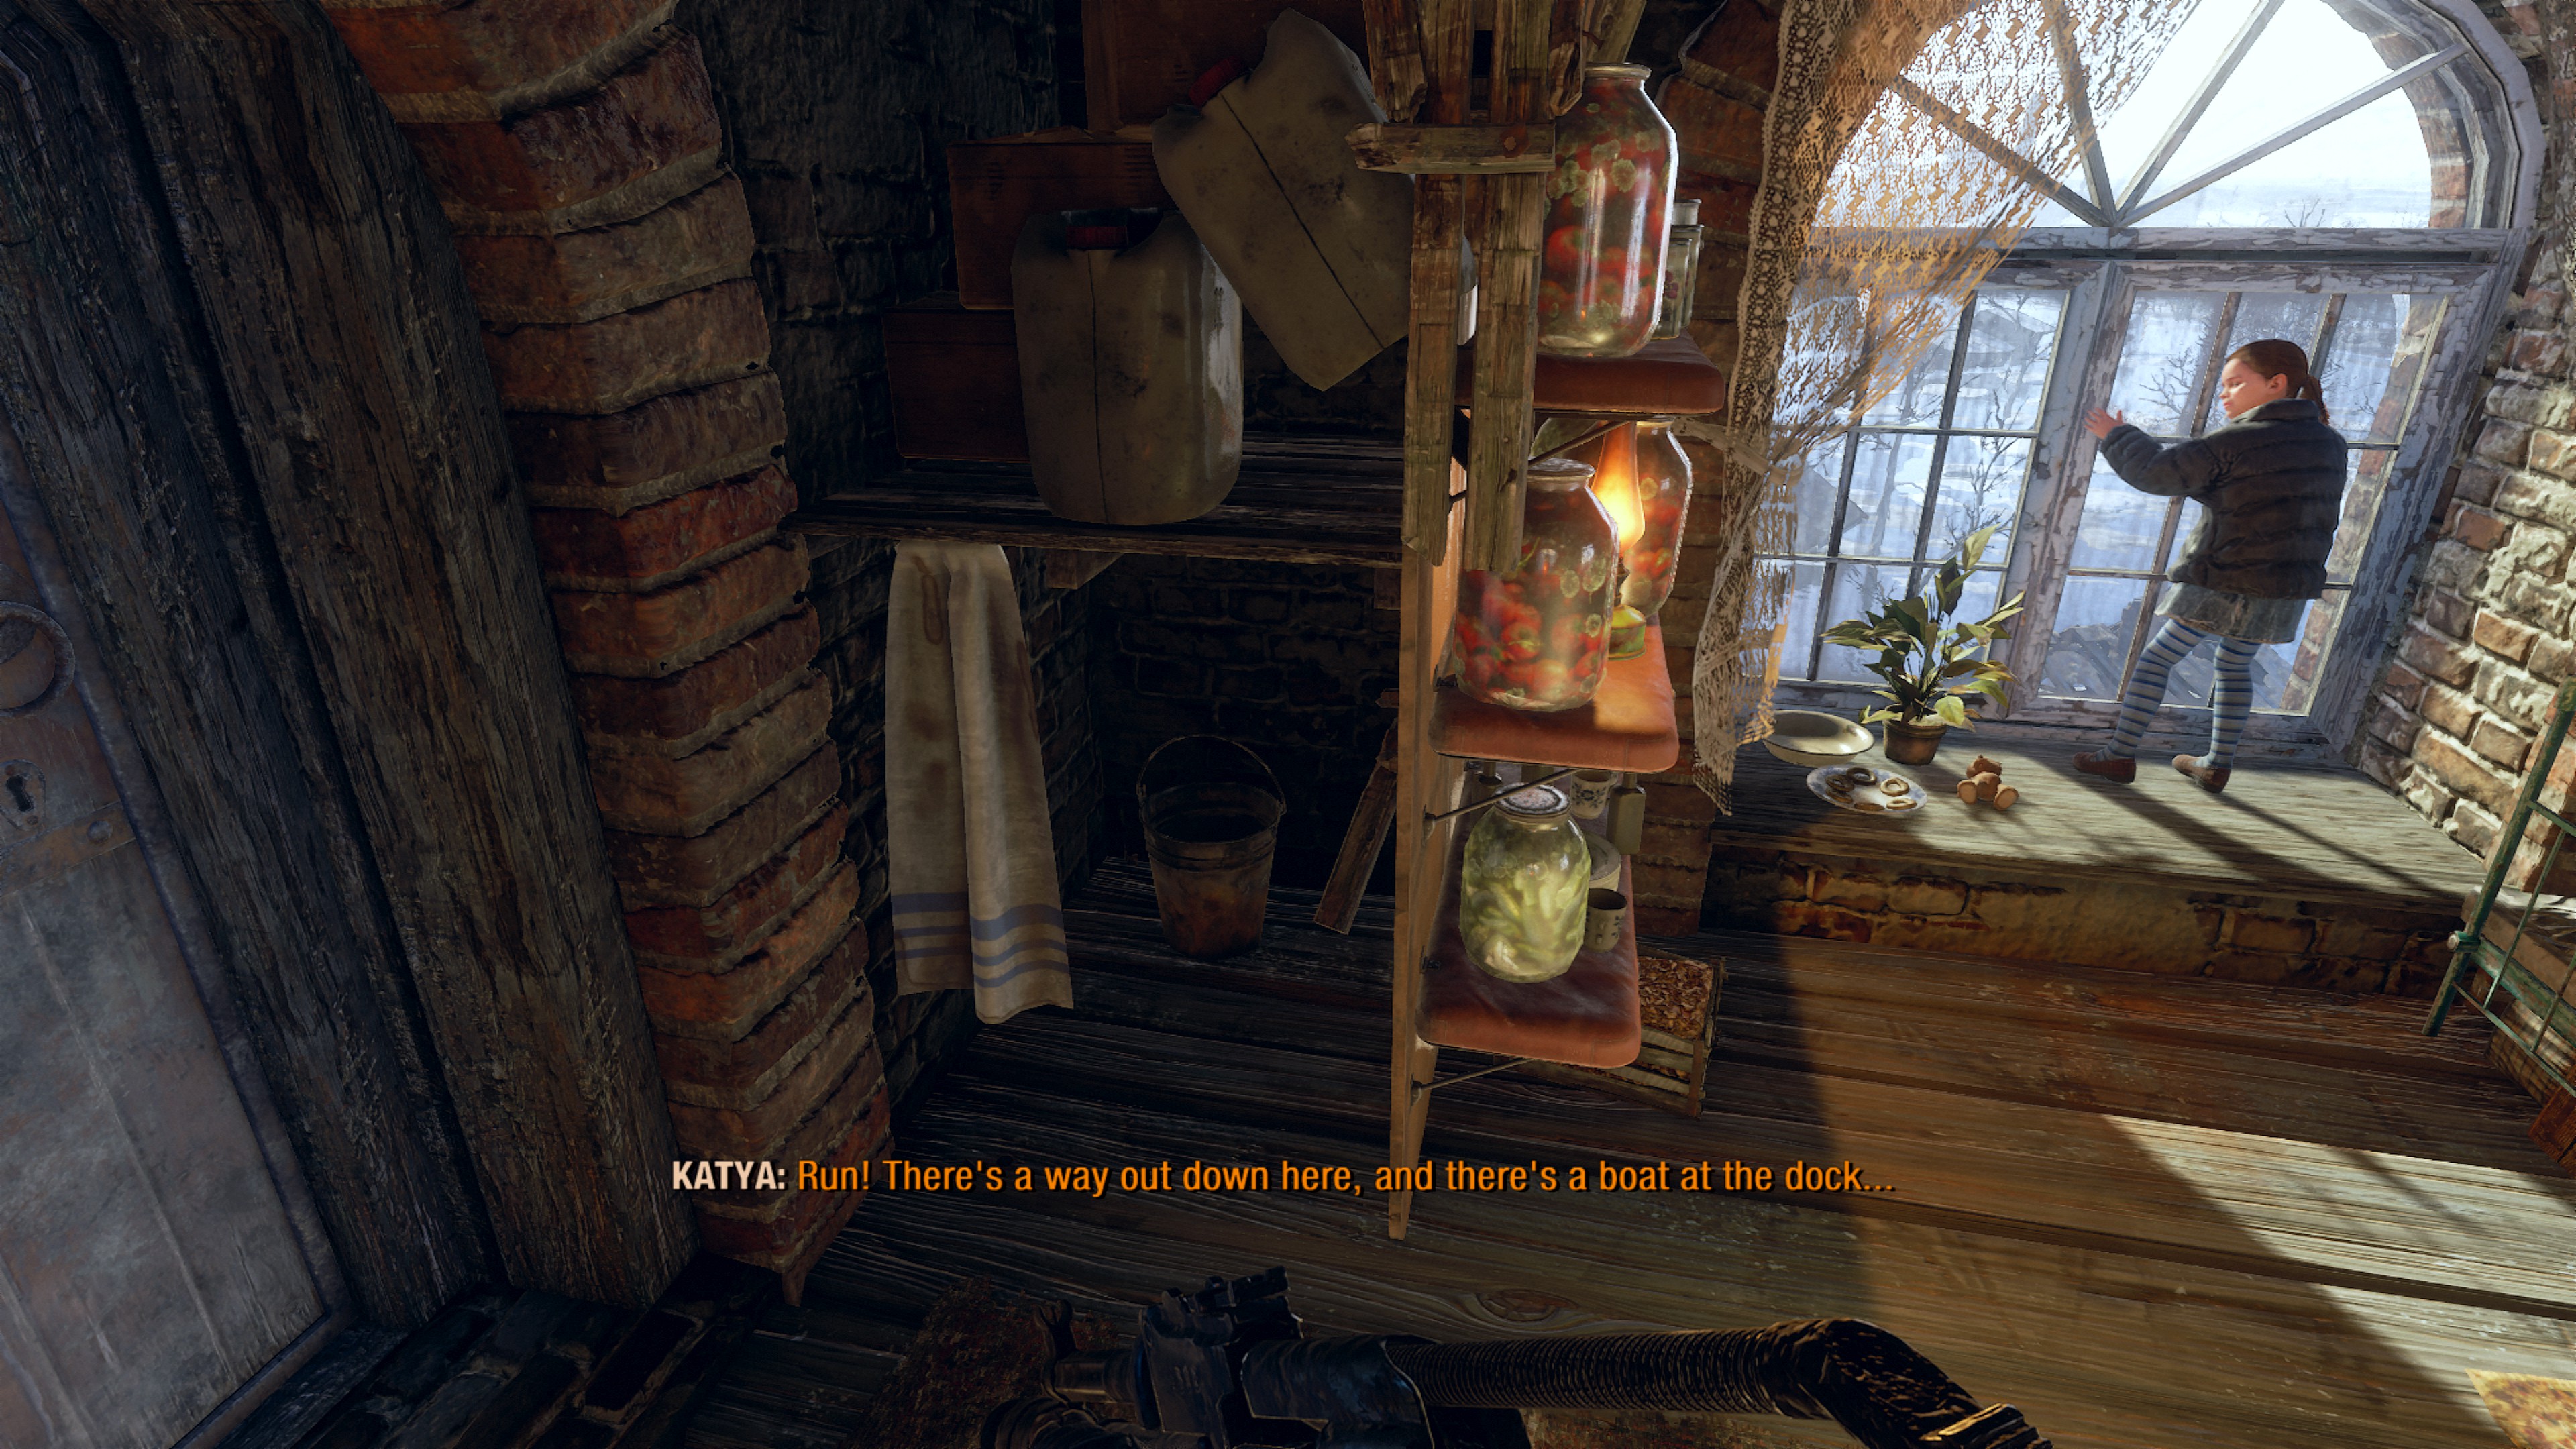 KATYA: Run! There's a way out down here, and there's a boat at the dock...